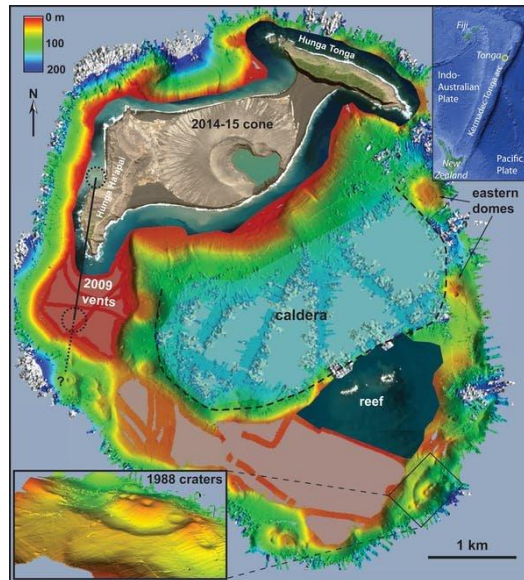 0 m
100
200
N
Hunga Tonga
2014-15 cone
Hunga Ha'apai
2009
vents
?
caldera
reef
eastern
domes
1988 craters
1 km
Fiji
Tonga
Indo-
Australian
Plate
Kermadec-Tonga arc
Pacific
Plate
New
Zealand